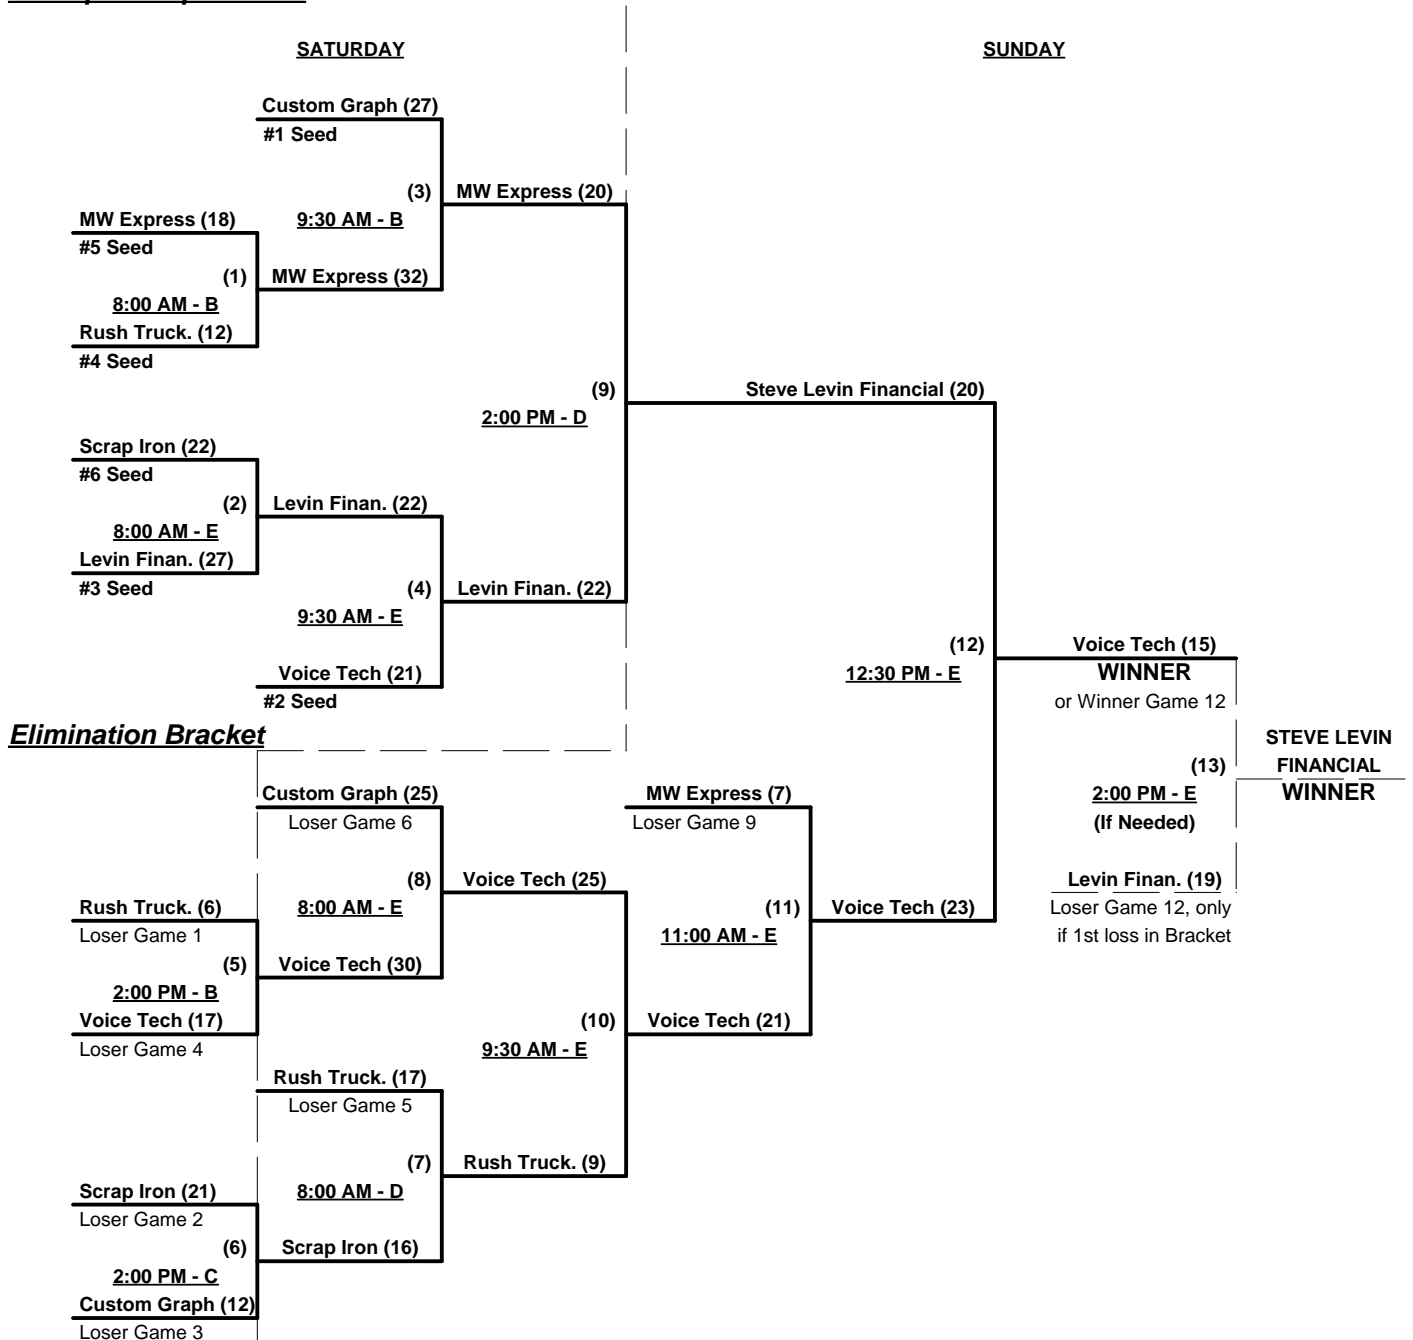 SATURDAY
SUNDAY
Custom Graph (27)
#1 Seed
(3)
9:30 AM - B
MW Express (20)
MW Express (18)
#5 Seed
(1)
8:00 AM - B
MW Express (32)
Rush Truck. (12)
#4 Seed
(9)
2:00 PM - D
Steve Levin Financial (20)
Scrap Iron (22)
#6 Seed
(2)
8:00 AM - E
Levin Finan. (22)
Levin Finan. (27)
#3 Seed
(4)
9:30 AM - E
Levin Finan. (22)
Voice Tech (21)
#2 Seed
(12)
12:30 PM - E
Voice Tech (15)
WINNER
or Winner Game 12
Elimination Bracket
STEVE LEVIN
FINANCIAL
WINNER
(13)
2:00 PM - E
(If Needed)
Custom Graph (25)
Loser Game 6
MW Express (7)
Loser Game 9
(8)
8:00 AM - E
Voice Tech (25)
Levin Finan. (19)
Loser Game 12, only
if 1st loss in Bracket
Rush Truck. (6)
Loser Game 1
(11)
11:00 AM - E
Voice Tech (23)
(5)
2:00 PM - B
Voice Tech (30)
Voice Tech (17)
Loser Game 4
(10)
9:30 AM - E
Voice Tech (21)
Rush Truck. (17)
Loser Game 5
(7)
8:00 AM - D
Rush Truck. (9)
Scrap Iron (21)
Loser Game 2
(6)
2:00 PM - C
Scrap Iron (16)
Custom Graph (12)
Loser Game 3